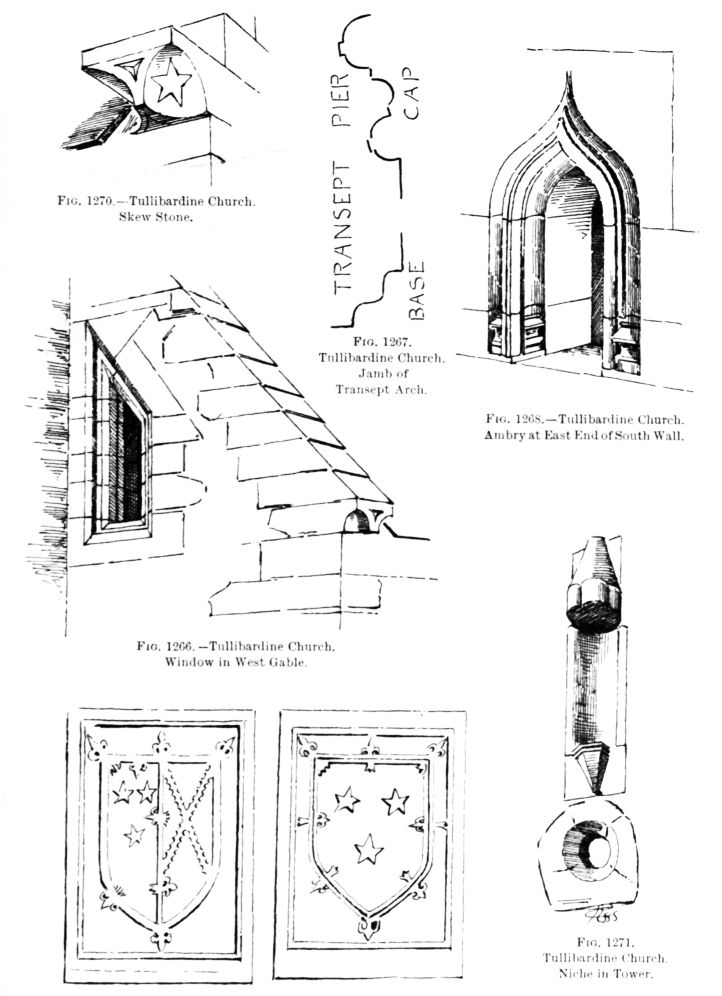 FIG. 1270.—Tullibardine Church.
Skew Stone.
TRANSEPT PIER
CAP
BASE
FIG. 1267.
Tullibardine Church.
Jamb of
Transept Arch.
FIG. 1268.—Tullibardine Church.
Ambry at East End of South Wall.
FIG. 1266.—Tullibardine Church.
Window in West Gable.
FIG. 1271.
Tullibardine Church.
Niche in Tower.